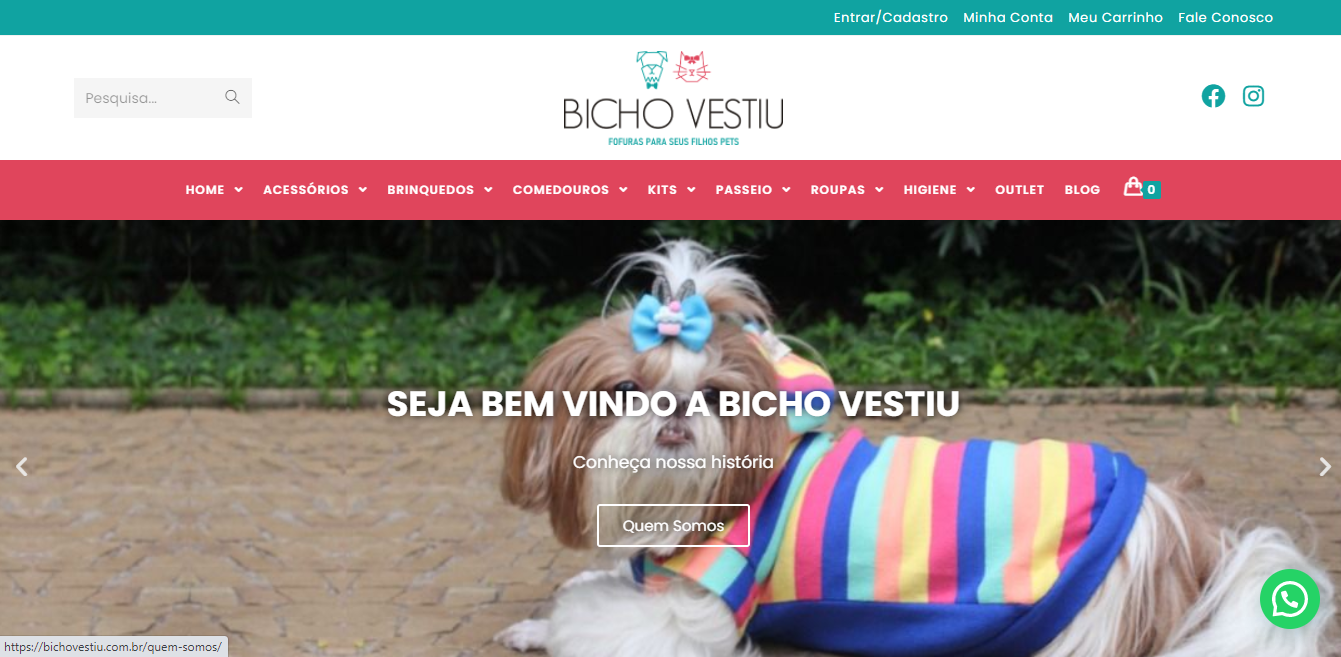 Entrar/Cadastro Minha Conta Meu Carrinho Fale Conosco
Pesquisa...
BICHO VESTIU
FOFURAS PARA SEUS FILHOS PETS
HOME ACESSÓRIOS BRINQUEDOS COMEDOUROS KITS PASSEIO ROUPAS HIGIENE OUTLET BLOG 0
SEJA BEM VINDO A BICHO VESTIU
Conheça nossa história
Quem Somos
https://bichovestiu.com.br/quem-somos/